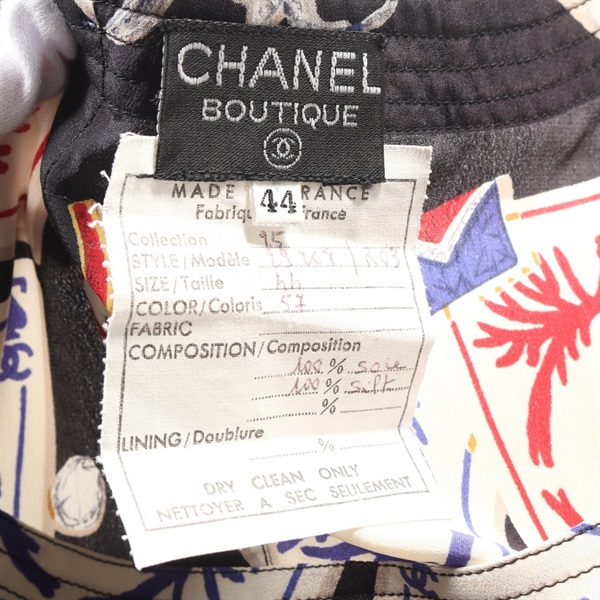 CHANEL
BOUTIQUE
MADE RANCE
44
Fabriqu France
Collection 95
STYLE/Modèle
SIZE/Taille 44
COLOR/Coloris 57
FABRIC
COMPOSITION/Composition
100% soie
100% silk
%
LINING/Doublure
%
DRY CLEAN ONLY
NETTOYER A SEC SEULEMENT